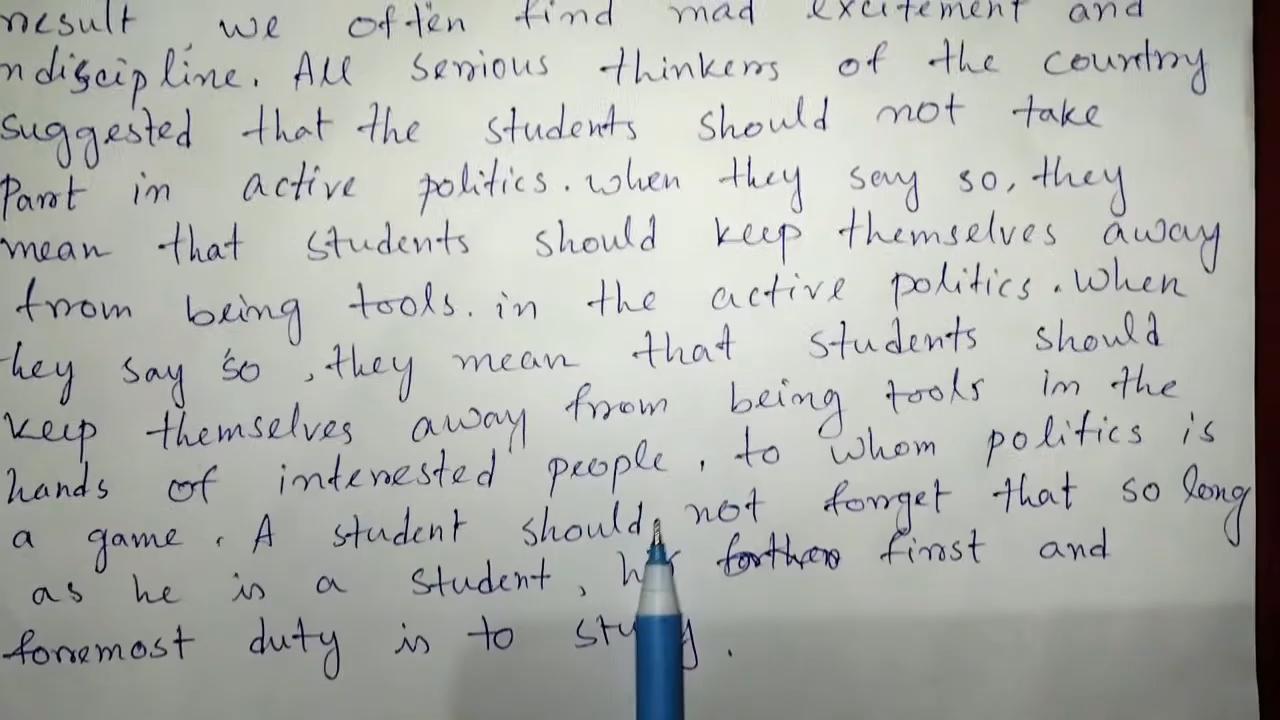 result, we often find mad excitement and
ndiscipline. All serious thinkers of the country
suggested that the students should not take
Part in active politics. when they say so, they
mean that students should keep themselves away
from being tools. in the active politics. When
hey say so, they mean that students should
keep themselves away from being tools in the
hands of interested people, to whom politics is
a game. A student should not forget that so long
as he is a student, first and
foremost duty is to study.